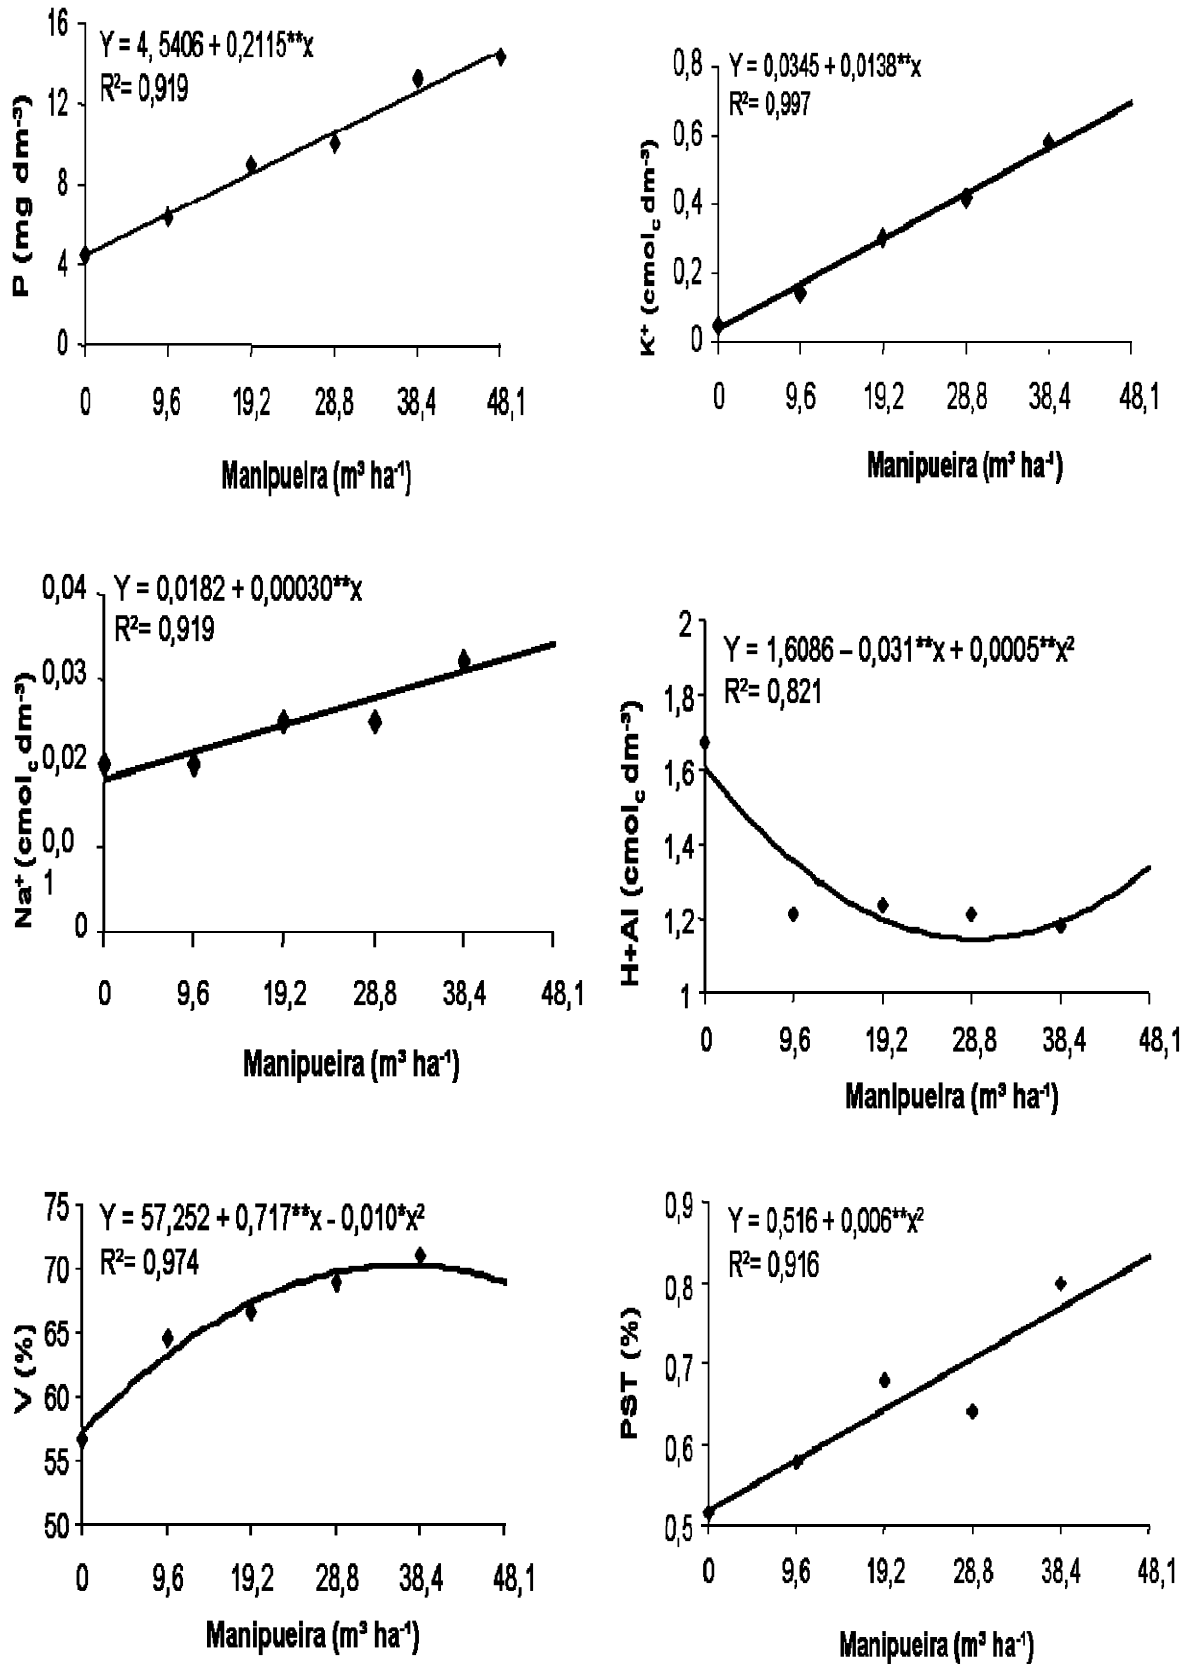 Y = 4, 5406 + 0,2115**x
R²= 0,919
P (mg dm⁻³)
16
12
8
4
0
0 9,6 19,2 28,8 38,4 48,1
Manipueira (m³ ha⁻¹)
Y = 0,0345 + 0,0138**x
R²= 0,997
K⁺ (cmol꜀ dm⁻³)
0,8
0,6
0,4
0,2
0
0 9,6 19,2 28,8 38,4 48,1
Manipueira (m³ ha⁻¹)
Y = 0,0182 + 0,00030**x
R²= 0,919
Na⁺ (cmol꜀ dm⁻³)
0,04
0,03
0,02
0,0
1
0
0 9,6 19,2 28,8 38,4 48,1
Manipueira (m³ ha⁻¹)
Y = 1,6086 – 0,031**x + 0,0005**x²
R²= 0,821
H+Al (cmol꜀ dm⁻³)
2
1,8
1,6
1,4
1,2
1
0 9,6 19,2 28,8 38,4 48,1
Manipueira (m³ ha⁻¹)
Y = 57,252 + 0,717**x - 0,010*x²
R²= 0,974
V (%)
75
70
65
60
55
50
0 9,6 19,2 28,8 38,4 48,1
Manipueira (m³ ha⁻¹)
Y = 0,516 + 0,006**x²
R²= 0,916
PST (%)
0,9
0,8
0,7
0,6
0,5
0 9,6 19,2 28,8 38,4 48,1
Manipueira (m³ ha⁻¹)